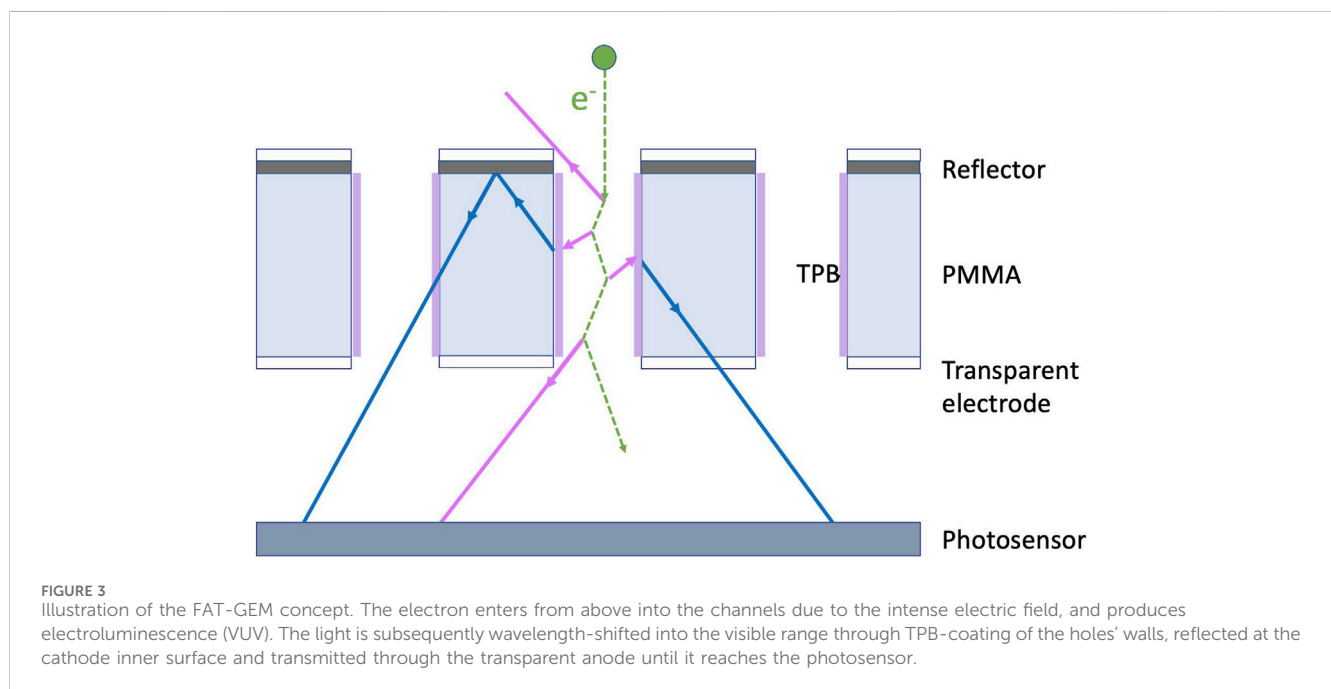 e-
Reflector
TPB
PMMA
Transparent
electrode
Photosensor
FIGURE 3
Illustration of the FAT-GEM concept. The electron enters from above into the channels due to the intense electric field, and produces
electroluminescence (VUV). The light is subsequently wavelength-shifted into the visible range through TPB-coating of the holes' walls, reflected at the
cathode inner surface and transmitted through the transparent anode until it reaches the photosensor.